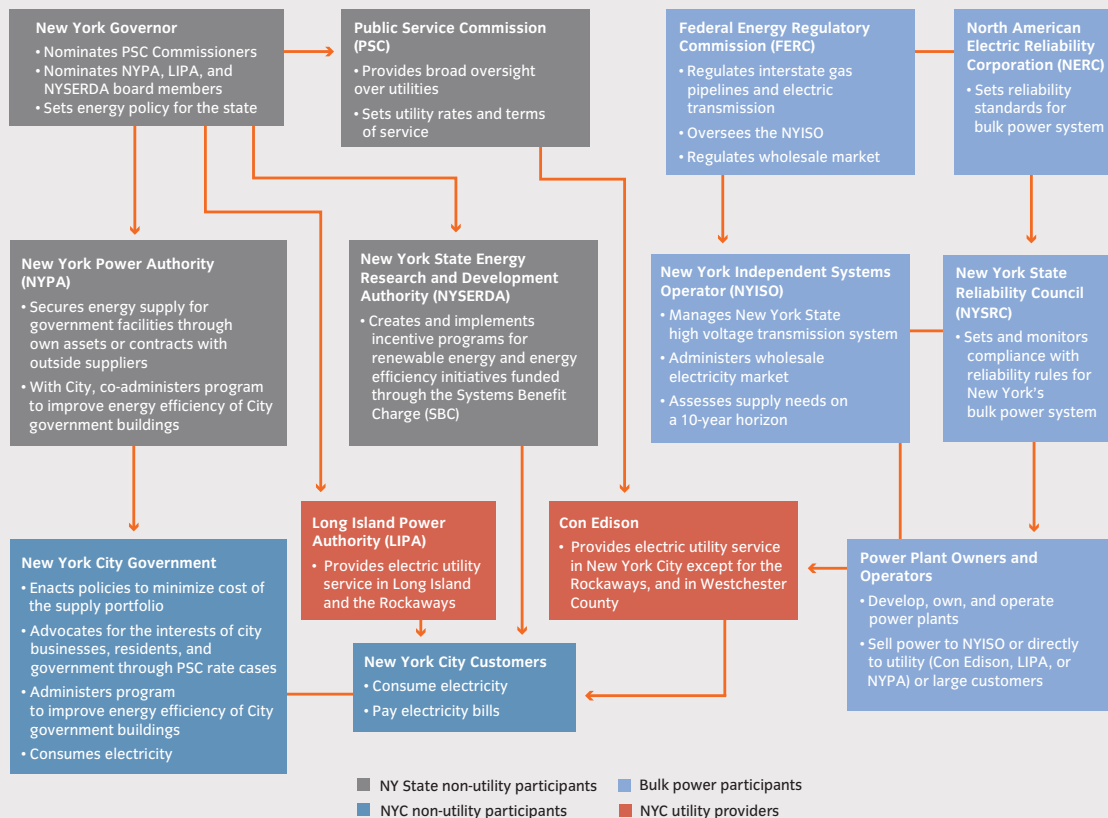 New York Governor
• Nominates PSC Commissioners
• Nominates NYPA, LIPA, and
NYSERDA board members
• Sets energy policy for the state
Public Service Commission
(PSC)
• Provides broad oversight
over utilities
• Sets utility rates and terms
of service
Federal Energy Regulatory
Commission (FERC)
• Regulates interstate gas
pipelines and electric
transmission
• Oversees the NYISO
• Regulates wholesale market
North American
Electric Reliability
Corporation (NERC)
• Sets reliability
standards for
bulk power system
New York Power Authority
(NYPA)
• Secures energy supply for
government facilities through
own assets or contracts with
outside suppliers
• With City, co-administers program
to improve energy efficiency of City
government buildings
New York State Energy
Research and Development
Authority (NYSERDA)
• Creates and implements
incentive programs for
renewable energy and energy
efficiency initiatives funded
through the Systems Benefit
Charge (SBC)
New York Independent Systems
Operator (NYISO)
• Manages New York State
high voltage transmission system
• Administers wholesale
electricity market
• Assesses supply needs on
a 10-year horizon
New York State
Reliability Council
(NYSRC)
• Sets and monitors
compliance with
reliability rules for
New York's
bulk power system
New York City Government
• Enacts policies to minimize cost of
the supply portfolio
• Advocates for the interests of city
businesses, residents, and
government through PSC rate cases
• Administers program
to improve energy efficiency of City
government buildings
• Consumes electricity
Long Island Power
Authority (LIPA)
• Provides electric utility
service in Long Island
and the Rockaways
Con Edison
• Provides electric utility service
in New York City except for the
Rockaways, and in Westchester
County
Power Plant Owners and
Operators
• Develop, own, and operate
power plants
• Sell power to NYISO or directly
to utility (Con Edison, LIPA, or
NYPA) or large customers
New York City Customers
• Consume electricity
• Pay electricity bills
NY State non-utility participants
Bulk power participants
NYC non-utility participants
NYC utility providers